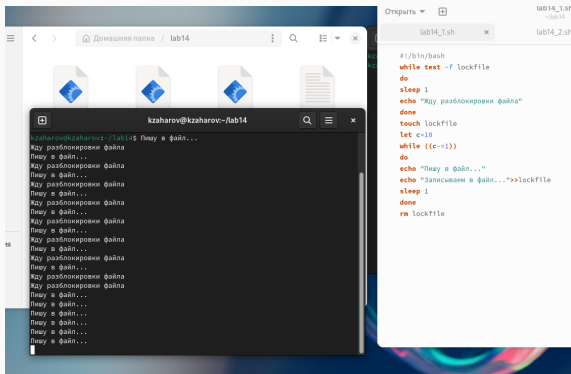 Домашняя папка / lab14
kzaharov@kzaharov:~/lab14
kzaharov@kzaharov:~/lab14$ Пишу в файл...
Жду разблокировки файла
Пишу в файл...
Жду разблокировки файла
Пишу в файл...
Жду разблокировки файла
Пишу в файл...
Жду разблокировки файла
Пишу в файл...
Жду разблокировки файла
Пишу в файл...
Жду разблокировки файла
Пишу в файл...
Жду разблокировки файла
Пишу в файл...
Жду разблокировки файла
Жду разблокировки файла
Пишу в файл...
Пишу в файл...
Пишу в файл...
Пишу в файл...
Пишу в файл...
Пишу в файл...
Открыть
lab14_1.sh
~/lab14
lab14_1.sh
lab14_2.sh
#!/bin/bash
while test -f lockfile
do
sleep 1
echo "Жду разблокировки файла"
done
touch lockfile
let c=10
while ((c-=1))
do
echo "Пишу в файл..."
echo "Записываем в файл...">>lockfile
sleep 1
done
rm lockfile